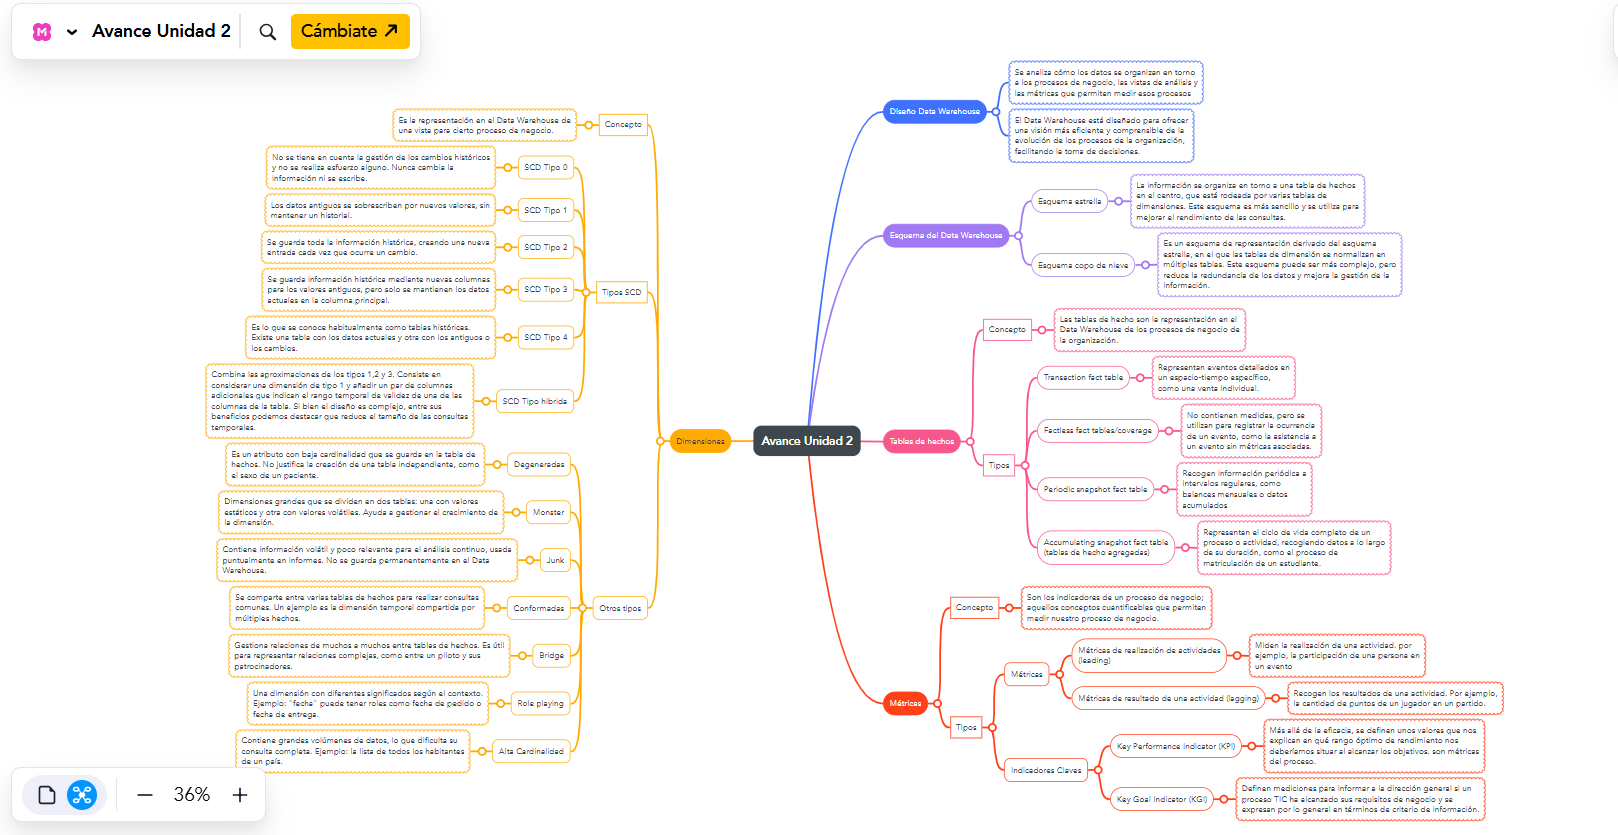 Avance Unidad 2
Cámbiate
Es la representación en el Data Warehouse de
una vista para cierto proceso de negocio.
Concepto
No se tiene en cuenta la gestión de los cambios históricos
y no se realiza esfuerzo alguno. Nunca cambia la
información ni se escribe.
SCD Tipo 0
Los datos antiguos se sobrescriben por nuevos valores, sin
mantener un historial.
SCD Tipo 1
Se guarda toda la información histórica, creando una nueva
entrada cada vez que ocurre un cambio.
SCD Tipo 2
Se guarda información histórica mediante nuevas columnas
para los valores antiguos, pero solo se mantienen los datos
actuales en la columna principal.
SCD Tipo 3
Tipos SCD
Es lo que se conoce habitualmente como tablas históricas.
Existe una tabla con los datos actuales y otra con los antiguos o
los cambios.
SCD Tipo 4
Combina las aproximaciones de los tipos 1,2 y 3. Consiste en
considerar una dimensión de tipo 1 y añadir un par de columnas
adicionales que indican el rango temporal de validez de una de las
columnas de la tabla. Si bien el diseño es complejo, entre sus
beneficios podemos destacar que reduce el tamaño de las consultas
temporales.
SCD Tipo híbrida
Dimensiones
Es un atributo con baja cardinalidad que se guarda en la tabla de
hechos. No justifica la creación de una tabla independiente, como
el sexo de un paciente.
Degeneradas
Dimensiones grandes que se dividen en dos tablas: una con valores
estáticos y otra con valores volátiles. Ayuda a gestionar el crecimiento de
la dimensión.
Monster
Contiene información volátil y poco relevante para el análisis continuo, usada
puntualmente en informes. No se guarda permanentemente en el Data
Warehouse.
Junk
Se comparte entre varias tablas de hechos para realizar consultas
comunes. Un ejemplo es la dimensión temporal compartida por
múltiples hechos.
Conformadas
Otros tipos
Gestiona relaciones de muchos a muchos entre tablas de hechos. Es útil
para representar relaciones complejas, como entre un piloto y sus
patrocinadores.
Bridge
Una dimensión con diferentes significados según el contexto.
Ejemplo: "fecha" puede tener roles como fecha de pedido o
fecha de entrega.
Role playing
Contiene grandes volúmenes de datos, lo que dificulta su
consulta completa. Ejemplo: la lista de todos los habitantes
de un país.
Alta Cardinalidad
Avance Unidad 2
Diseño Data Warehouse
Se analiza cómo los datos se organizan en torno
a los procesos de negocio, las vistas de análisis y
las métricas que permiten medir esos procesos
El Data Warehouse está diseñado para ofrecer
una visión más eficiente y comprensible de la
evolución de los procesos de la organización,
facilitando la toma de decisiones.
Esquema del Data Warehouse
Esquema estrella
La información se organiza en torno a una tabla de hechos
en el centro, que está rodeada por varias tablas de
dimensiones. Este esquema es más sencillo y se utiliza para
mejorar el rendimiento de las consultas.
Esquema copo de nieve
Es un esquema de representación derivado del esquema
estrella, en el que las tablas de dimensión se normalizan en
múltiples tablas. Este esquema puede ser más complejo, pero
reduce la redundancia de los datos y mejora la gestión de la
información.
Tablas de hechos
Concepto
Las tablas de hecho son la representación en el
Data Warehouse de los procesos de negocio de
la organización.
Tipos
Transaction fact table
Representan eventos detallados en
un espacio-tiempo específico,
como una venta individual.
Factless fact tables/coverage
No contienen medidas, pero se
utilizan para registrar la ocurrencia
de un evento, como la asistencia a
un evento sin métricas asociadas.
Periodic snapshot fact table
Recogen información periódica a
intervalos regulares, como
balances mensuales o datos
acumulados
Accumulating snapshot fact table
(tablas de hecho agregadas)
Representan el ciclo de vida completo de un
proceso o actividad, recogiendo datos a lo largo
de su duración, como el proceso de
matriculación de un estudiante.
Métricas
Concepto
Son los indicadores de un proceso de negocio;
aquellos conceptos cuantificables que permiten
medir nuestro proceso de negocio.
Tipos
Métricas
Métricas de realización de actividades
(leading)
Miden la realización de una actividad. por
ejemplo, la participación de una persona en
un evento
Métricas de resultado de una actividad (lagging)
Recogen los resultados de una actividad. Por ejemplo,
la cantidad de puntos de un jugador en un partido.
Indicadores Claves
Key Performance Indicator (KPI)
Más allá de la eficacia, se definen unos valores que nos
explican en qué rango óptimo de rendimiento nos
deberíamos situar al alcanzar los objetivos. son métricas
del proceso.
Key Goal Indicator (KGI)
Definen mediciones para informar a la dirección general si un
proceso TIC ha alcanzado sus requisitos de negocio y se
expresan por lo general en términos de criterio de información.
36%